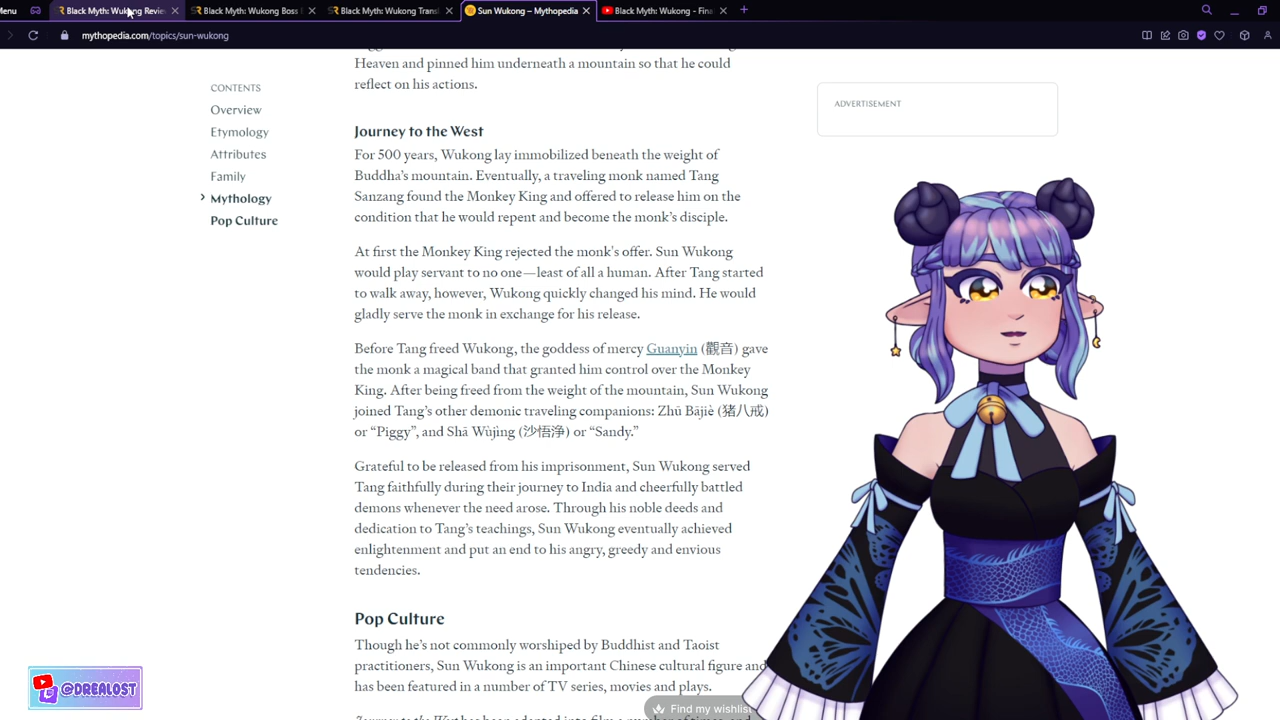 Menu
Black Myth: Wukong Revie
Black Myth: Wukong Boss
Black Myth: Wukong Trans
Sun Wukong – Mythopedia
Black Myth: Wukong - Fina
mythopedia.com/topics/sun-wukong
Heaven and pinned him underneath a mountain so that he could
reflect on his actions.
CONTENTS
Overview
Etymology
Attributes
Family
Mythology
Pop Culture
ADVERTISEMENT
Journey to the West
For 500 years, Wukong lay immobilized beneath the weight of
Buddha's mountain. Eventually, a traveling monk named Tang
Sanzang found the Monkey King and offered to release him on the
condition that he would repent and become the monk's disciple.
At first the Monkey King rejected the monk's offer. Sun Wukong
would play servant to no one—least of all a human. After Tang started
to walk away, however, Wukong quickly changed his mind. He would
gladly serve the monk in exchange for his release.
Before Tang freed Wukong, the goddess of mercy Guanyin (觀音) gave
the monk a magical band that granted him control over the Monkey
King. After being freed from the weight of the mountain, Sun Wukong
joined Tang's other demonic traveling companions: Zhū Bājiè (猪八戒)
or “Piggy”, and Shā Wùjìng (沙悟浄) or “Sandy.”
Grateful to be released from his imprisonment, Sun Wukong served
Tang faithfully during their journey to India and cheerfully battled
demons whenever the need arose. Through his noble deeds and
dedication to Tang's teachings, Sun Wukong eventually achieved
enlightenment and put an end to his angry, greedy and envious
tendencies.
Pop Culture
Though he's not commonly worshiped by Buddhist and Taoist
practitioners, Sun Wukong is an important Chinese cultural figure and
has been featured in a number of TV series, movies and plays.
Find my wishlist
@DREALOST